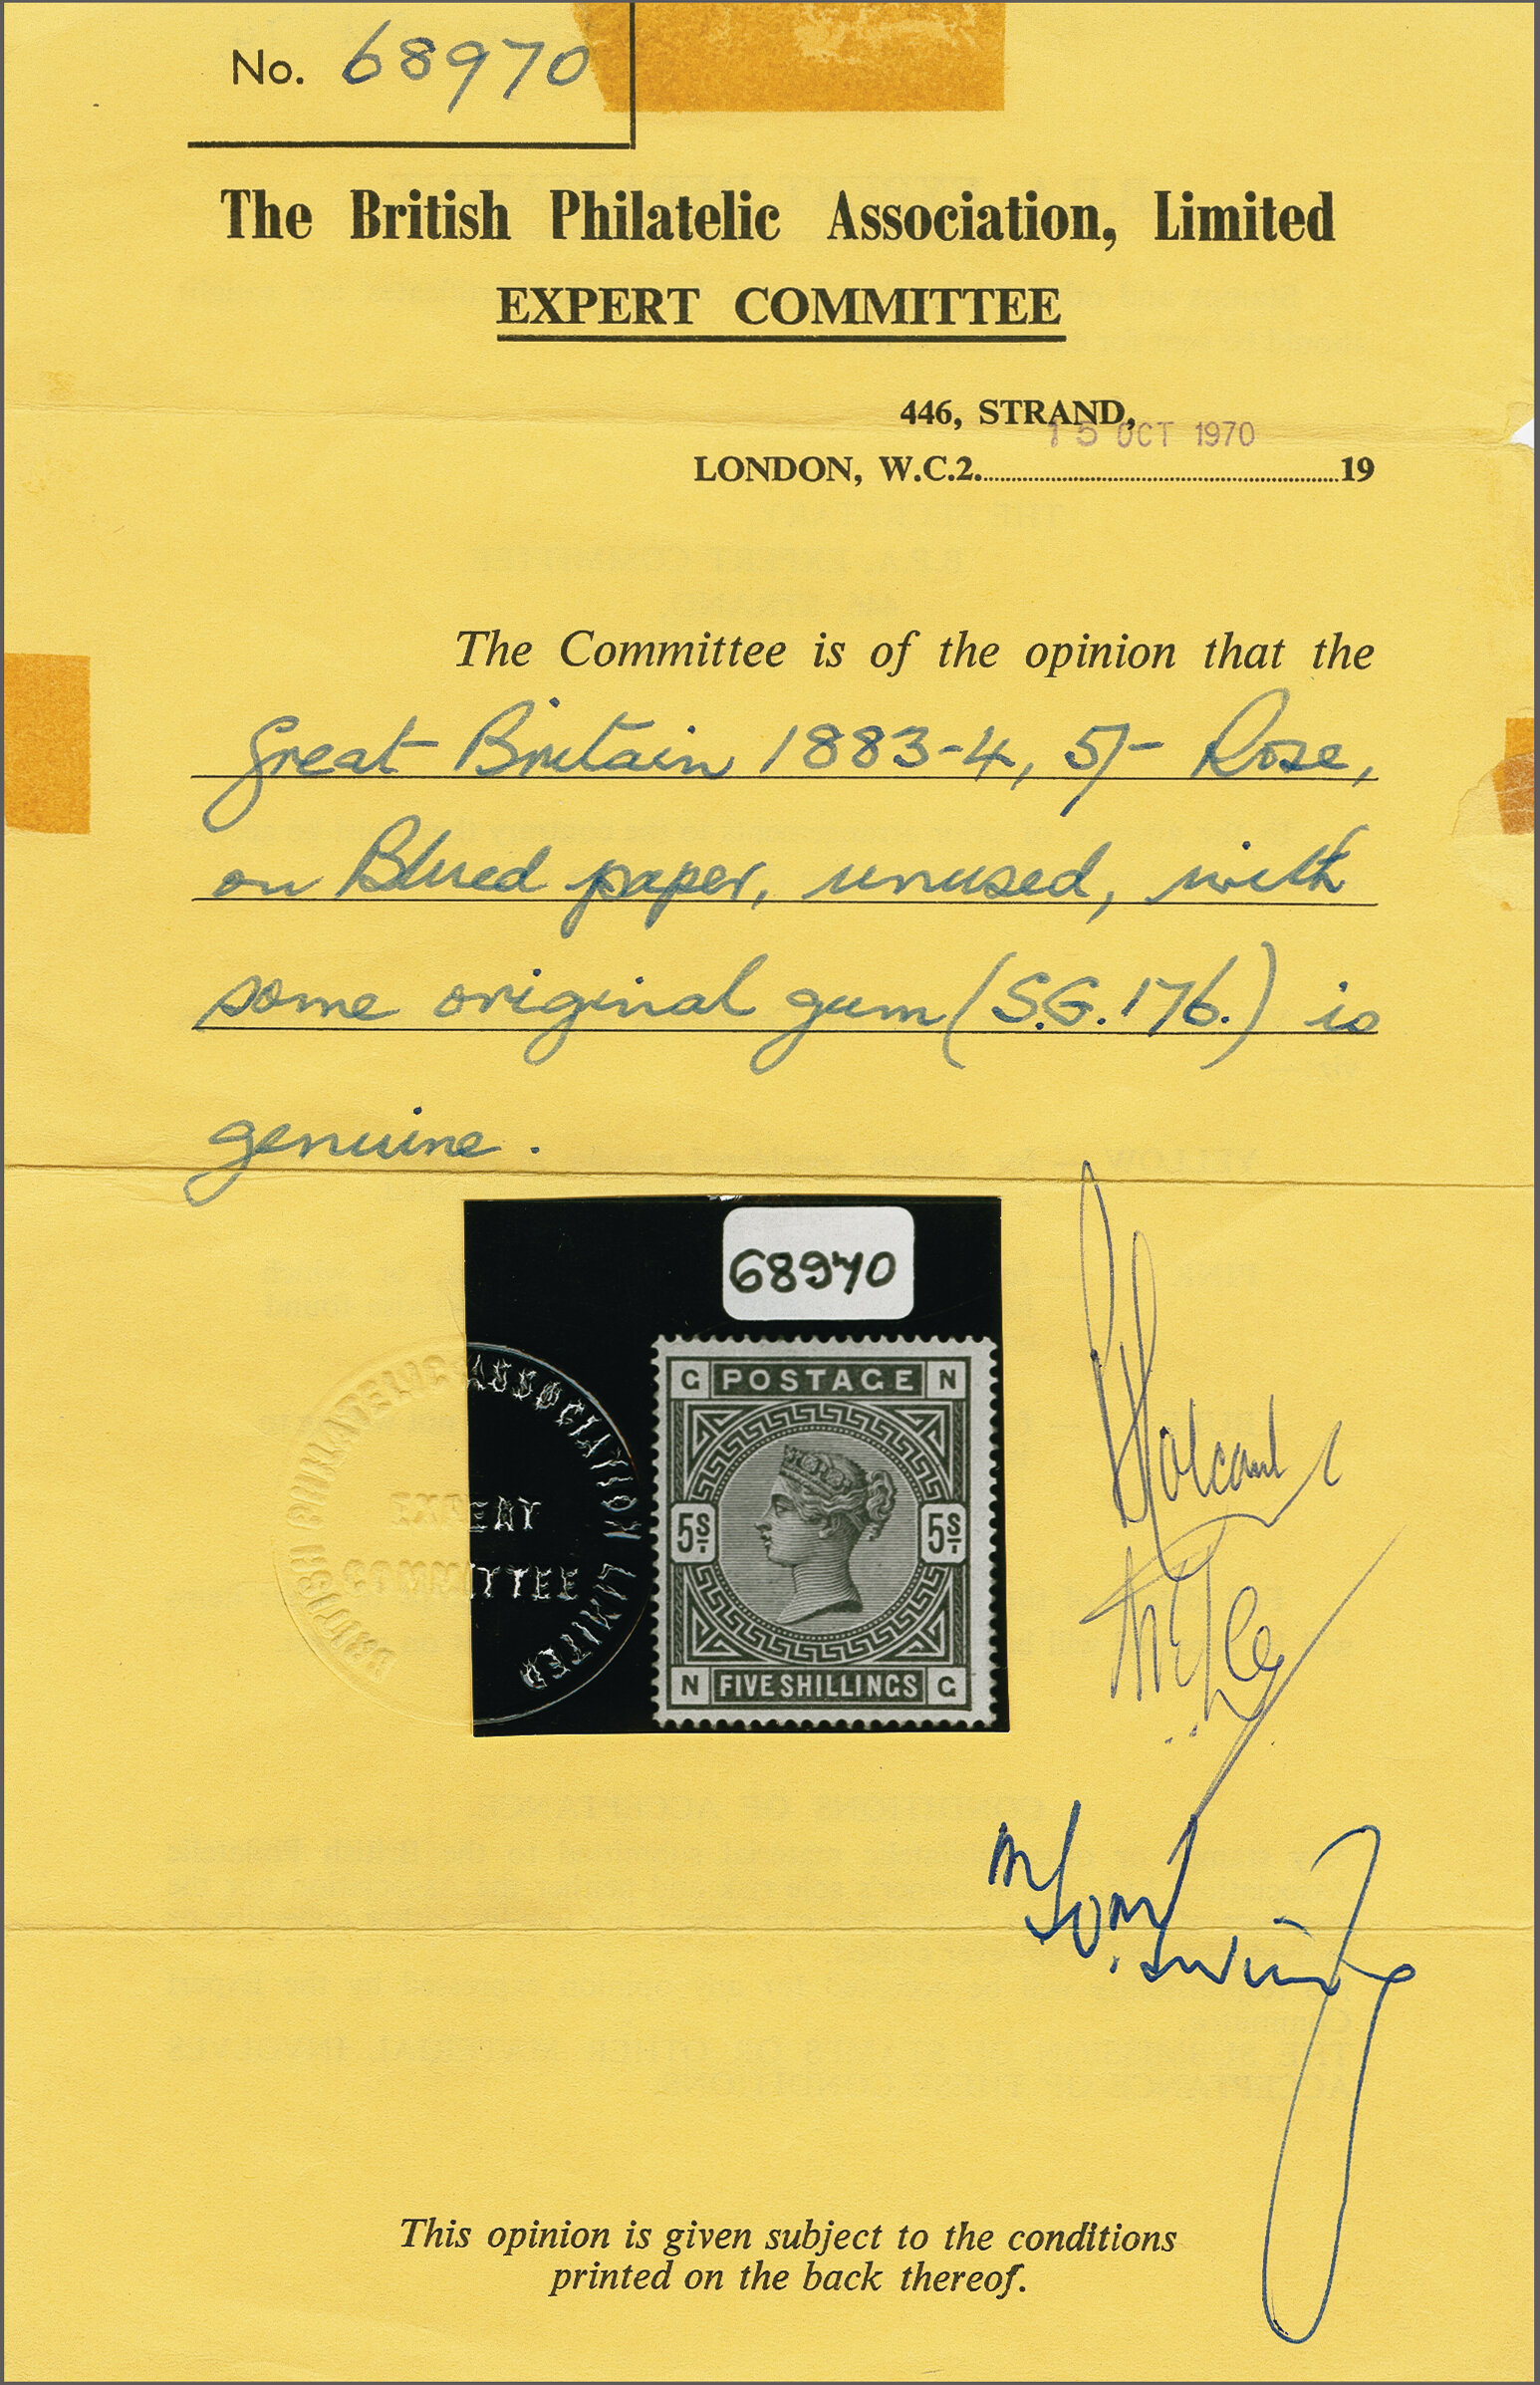 No. 68970
The British Philatelic Association, Limited
EXPERT COMMITTEE
446, STRAND,
15 OCT 1970
LONDON, W.C.2. 19
The Committee is of the opinion that the
Great Britain 1883-4, 5/- Rose,
on Blued paper, unused, with
some original gum (S.G. 176.) is
genuine.
68970
G POSTAGE N
5s. 5s.
N FIVE SHILLINGS G
BRITISH PHILATELIC ASSOCIATION LIMITED
EXPERT
COMMITTEE
This opinion is given subject to the conditions
printed on the back thereof.